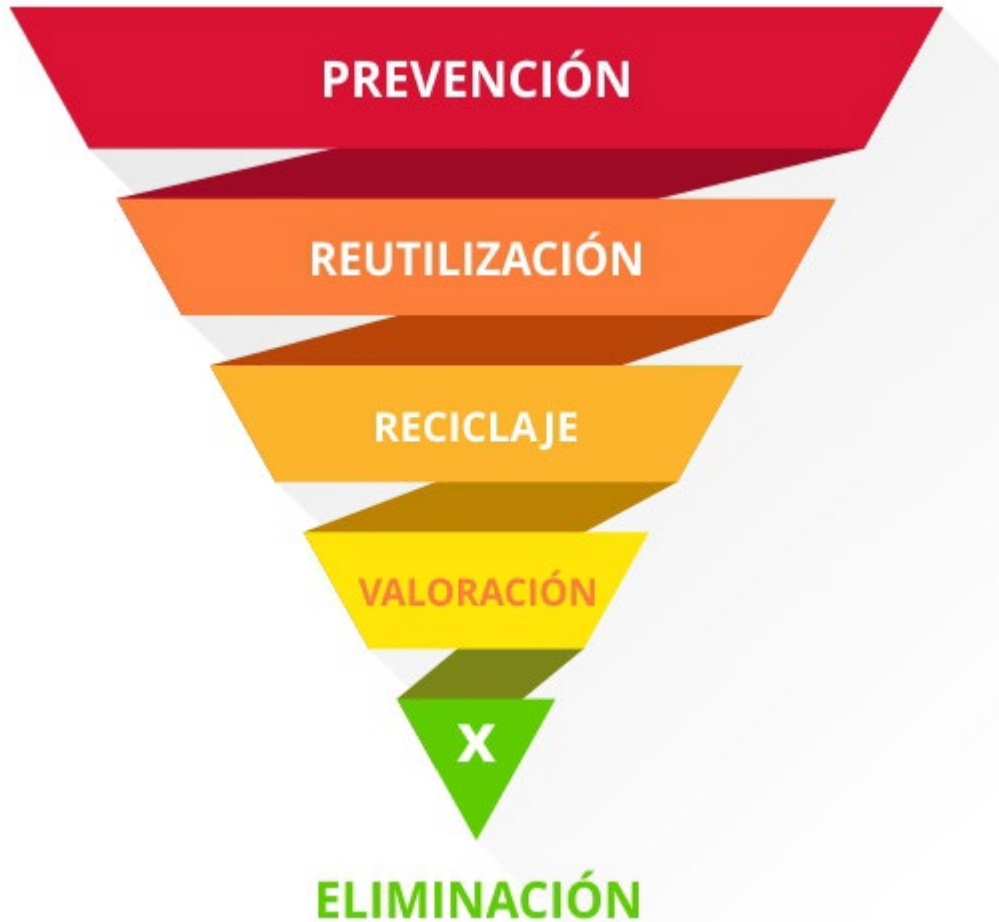 PREVENCIÓN
REUTILIZACIÓN
RECICLAJE
VALORACIÓN
X
ELIMINACIÓN